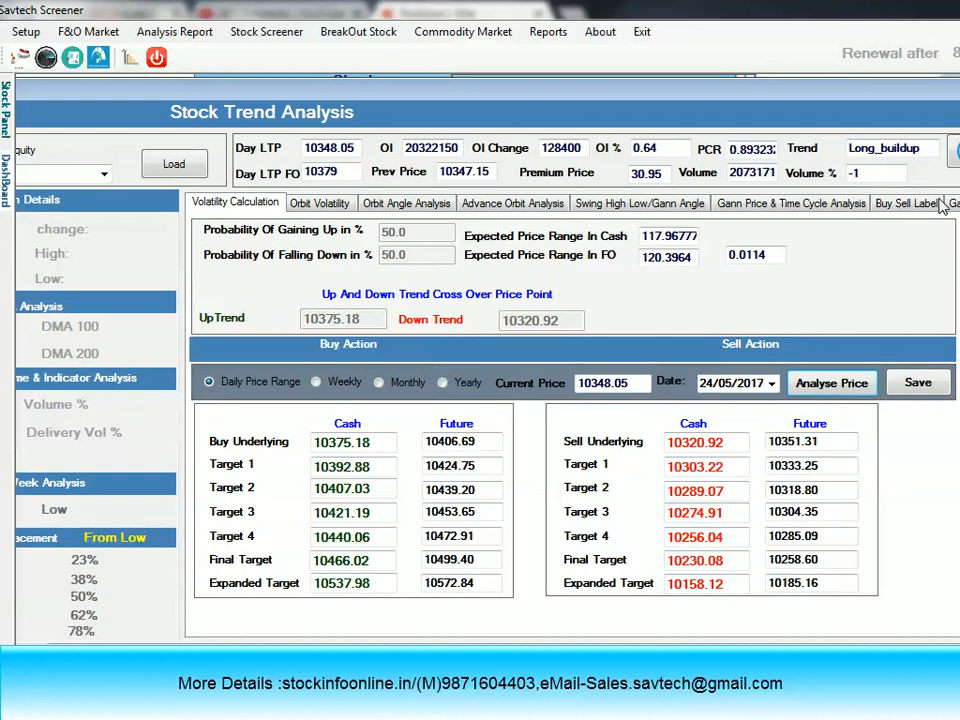 Savtech Screener
Setup F&O Market Analysis Report Stock Screener BreakOut Stock Commodity Market Reports About Exit
Renewal after 8
Stock Panel
DashBoard
Stock Trend Analysis
quity
Load
Day LTP 10348.05 OI 20322150 OI Change 128400 OI % 0.64 PCR 0.89323 Trend Long_buildup
Day LTP FO 10379 Prev Price 10347.15 Premium Price 30.95 Volume 2073171 Volume % -1
n Details
change:
High:
Low:
Analysis
DMA 100
DMA 200
me & Indicator Analysis
Volume %
Delivery Vol %
Week Analysis
Low
acement From Low
23%
38%
50%
62%
78%
Volatility Calculation Orbit Volatility Orbit Angle Analysis Advance Orbit Analysis Swing High Low/Gann Angle Gann Price & Time Cycle Analysis Buy Sell Label Ga
Probability Of Gaining Up in % 50.0 Expected Price Range In Cash 117.96777
Probability Of Falling Down in % 50.0 Expected Price Range In FO 120.3964 0.0114
Up And Down Trend Cross Over Price Point
UpTrend 10375.18 Down Trend 10320.92
Buy Action Sell Action
Daily Price Range Weekly Monthly Yearly Current Price 10348.05 Date: 24/05/2017 Analyse Price Save
Cash Future
Buy Underlying 10375.18 10406.69
Target 1 10392.88 10424.75
Target 2 10407.03 10439.20
Target 3 10421.19 10453.65
Target 4 10440.06 10472.91
Final Target 10466.02 10499.40
Expanded Target 10537.98 10572.84
Cash Future
Sell Underlying 10320.92 10351.31
Target 1 10303.22 10333.25
Target 2 10289.07 10318.80
Target 3 10274.91 10304.35
Target 4 10256.04 10285.09
Final Target 10230.08 10258.60
Expanded Target 10158.12 10185.16
More Details :stockinfoonline.in/(M)9871604403,eMail-Sales.savtech@gmail.com